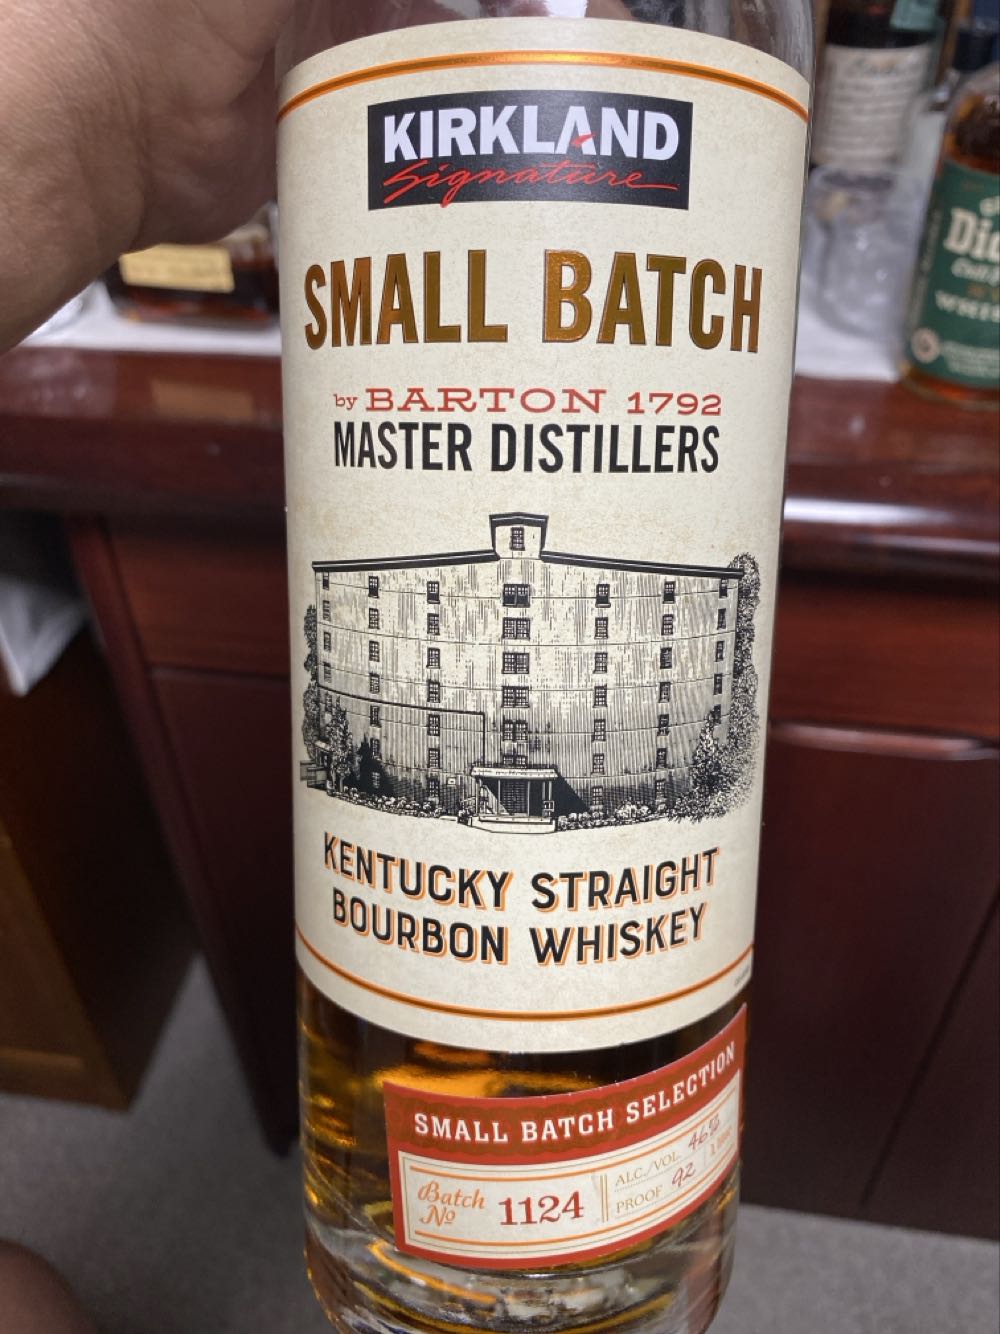 KIRKLAND
Signature
SMALL BATCH
by BARTON 1792
MASTER DISTILLERS
KENTUCKY STRAIGHT
BOURBON WHISKEY
SMALL BATCH SELECTION
Batch
No
1124
ALC./VOL 46%
PROOF 92